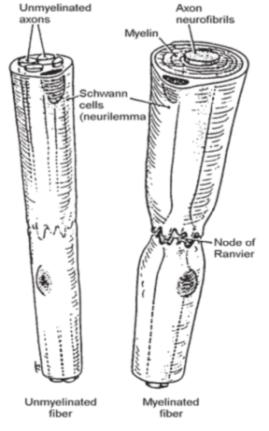 Unmyelinated
axons
Axon
neurofibrils
Myelin
Schwann
cells
(neurilemma
Node of
Ranvier
Unmyelinated
fiber
Myelinated
fiber